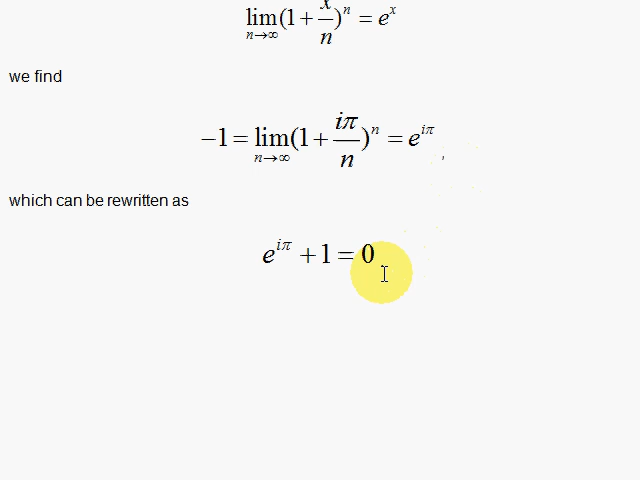 lim n→∞ (1 + x/n)^n = e^x
we find
−1 = lim n→∞ (1 + iπ/n)^n = e^{iπ} ,
which can be rewritten as
e^{iπ} + 1 = 0